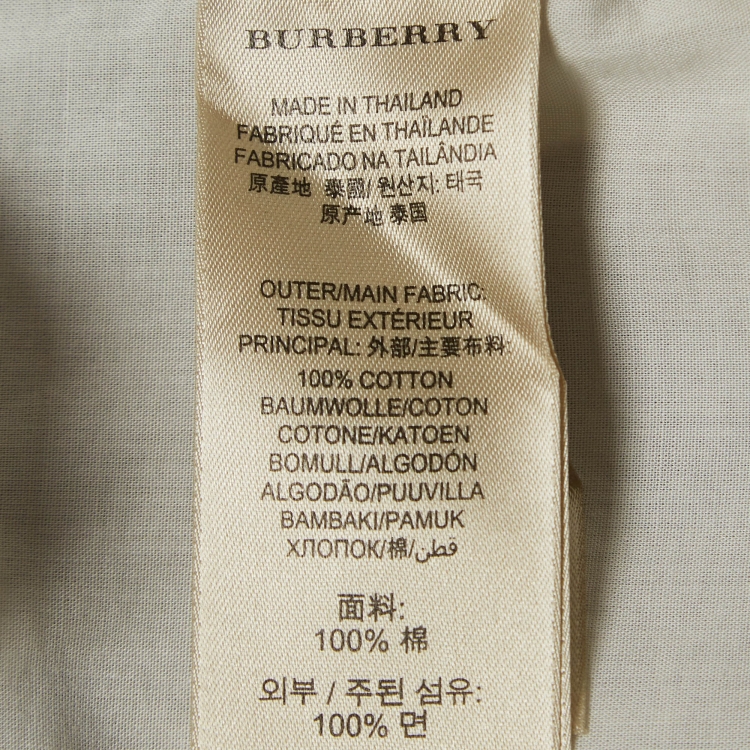 BURBERRY
MADE IN THAILAND
FABRIQUÉ EN THAÏLANDE
FABRICADO NA TAILÂNDIA
原產地 泰國/ 원산지: 태국
原产地 泰国
OUTER/MAIN FABRIC:
TISSU EXTÉRIEUR
PRINCIPAL: 外部/主要布料:
100% COTTON
BAUMWOLLE/COTON
COTONE/KATOEN
BOMULL/ALGODÓN
ALGODÃO/PUUVILLA
BAMBAKI/PAMUK
ХЛОПОК/棉/قطن
面料:
100% 棉
외부 / 주된 섬유:
100% 면